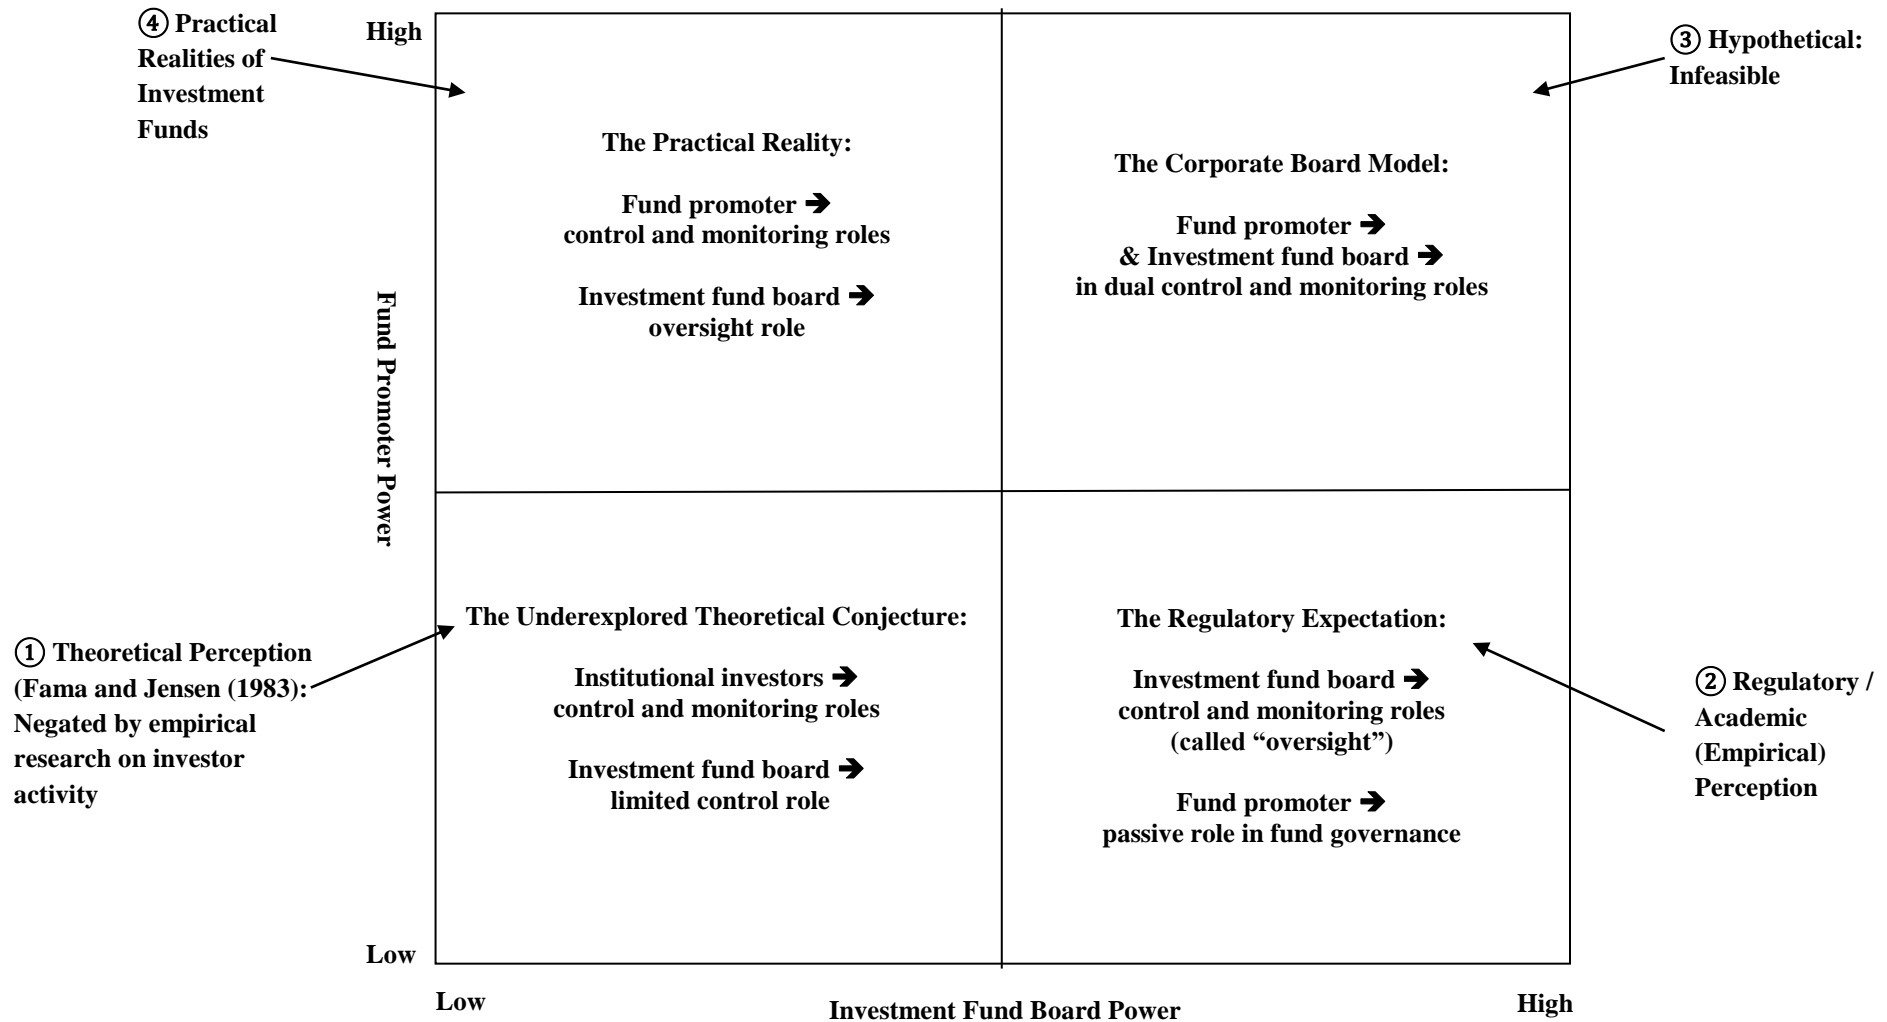 ④ Practical
Realities of
Investment
Funds
High
③ Hypothetical:
Infeasible
The Practical Reality:
Fund promoter ➔
control and monitoring roles
Investment fund board ➔
oversight role
The Corporate Board Model:
Fund promoter ➔
& Investment fund board ➔
in dual control and monitoring roles
Fund Promoter Power
① Theoretical Perception
(Fama and Jensen (1983):
Negated by empirical
research on investor
activity
The Underexplored Theoretical Conjecture:
Institutional investors ➔
control and monitoring roles
Investment fund board ➔
limited control role
The Regulatory Expectation:
Investment fund board ➔
control and monitoring roles
(called “oversight”)
Fund promoter ➔
passive role in fund governance
② Regulatory /
Academic
(Empirical)
Perception
Low
Low
Investment Fund Board Power
High